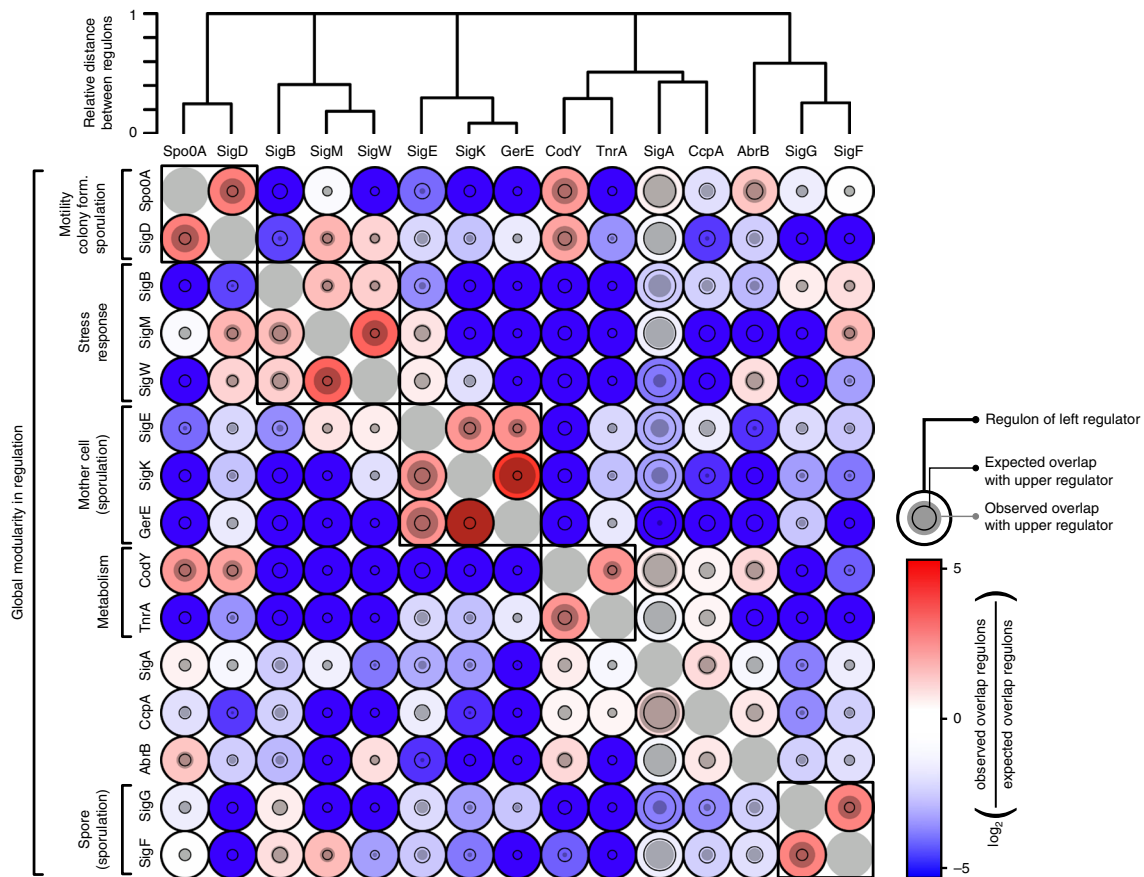 1
Relative distance
between regulons
0
Spo0A SigD SigB SigM SigW SigE SigK GerE CodY TnrA SigA CcpA AbrB SigG SigF
Global modularity in regulation
Motility
colony form.
sporulation
Spo0A
SigD
Stress
response
SigB
SigM
SigW
Mother cell
(sporulation)
SigE
SigK
GerE
Metabolism
CodY
TnrA
SigA
CcpA
AbrB
Spore
(sporulation)
SigG
SigF
Regulon of left regulator
Expected overlap
with upper regulator
Observed overlap
with upper regulator
5
0
−5
log2 ( observed overlap regulons
expected overlap regulons )